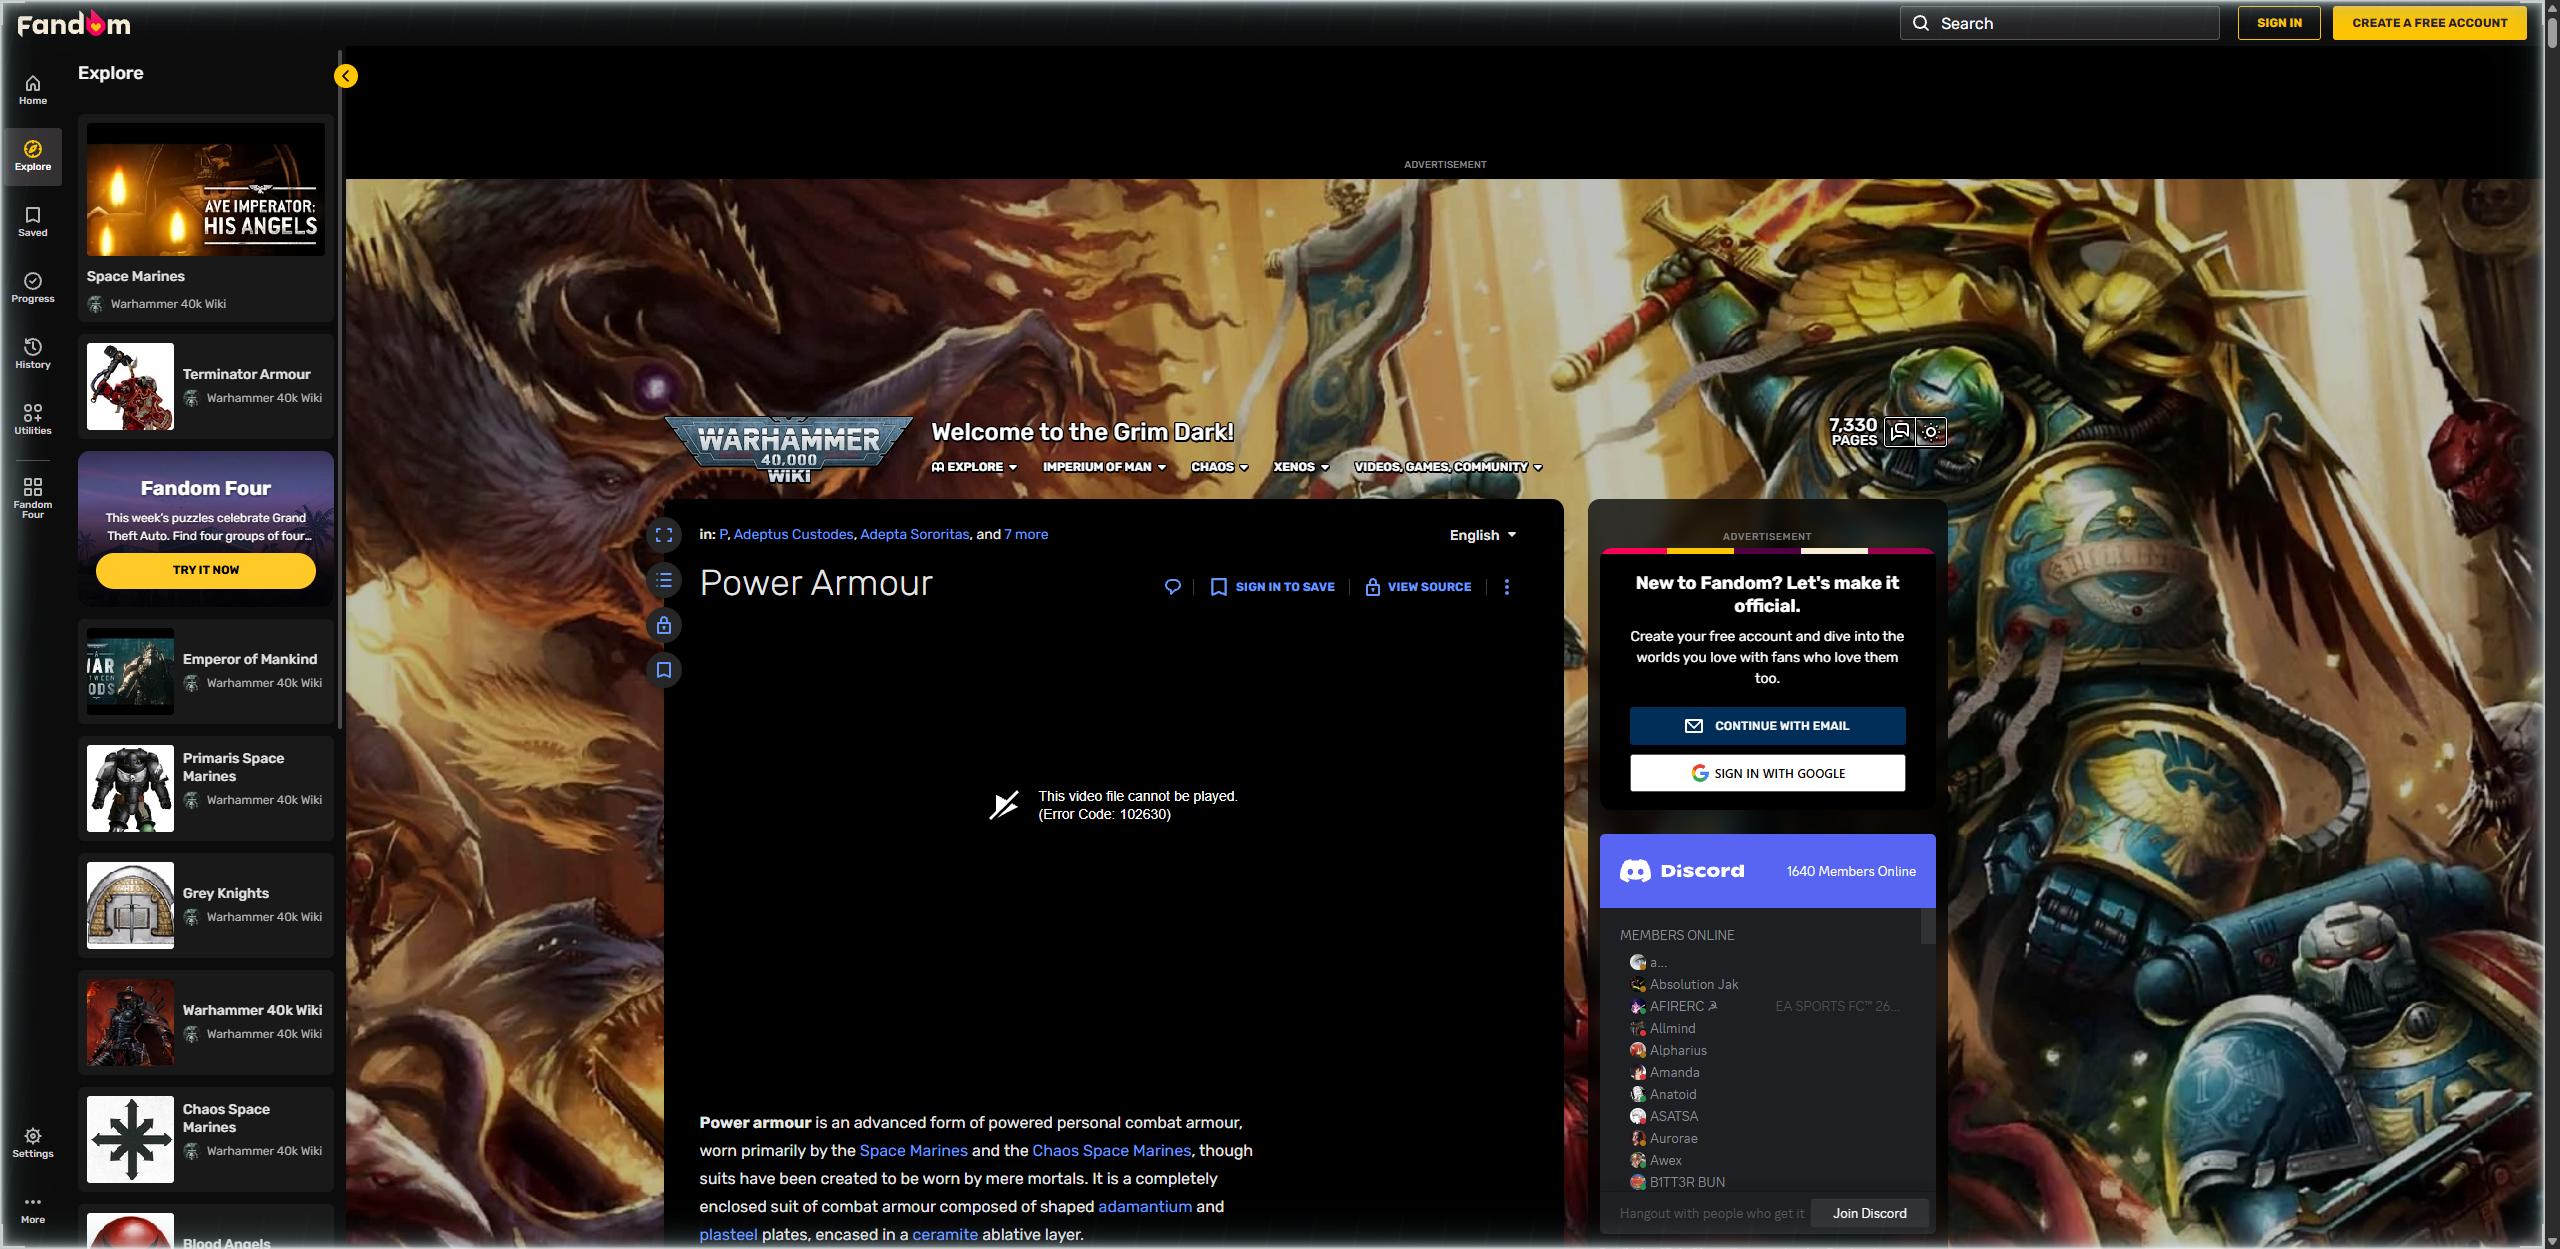 Fandom
Search
SIGN IN
CREATE A FREE ACCOUNT
Home
Explore
Saved
Progress
History
Utilities
Fandom
Four
Settings
More
Explore
AVE IMPERATOR:
HIS ANGELS
Space Marines
Warhammer 40k Wiki
Terminator Armour
Warhammer 40k Wiki
Fandom Four
This week's puzzles celebrate Grand
Theft Auto. Find four groups of four...
TRY IT NOW
Emperor of Mankind
Warhammer 40k Wiki
Primaris Space
Marines
Warhammer 40k Wiki
Grey Knights
Warhammer 40k Wiki
Warhammer 40k Wiki
Warhammer 40k Wiki
Chaos Space
Marines
Warhammer 40k Wiki
Blood Angels
ADVERTISEMENT
WARHAMMER
40,000
WIKI
Welcome to the Grim Dark!
EXPLORE
IMPERIUM OF MAN
CHAOS
XENOS
VIDEOS, GAMES, COMMUNITY
7,330
PAGES
in: P, Adeptus Custodes, Adepta Sororitas, and 7 more
English
Power Armour
SIGN IN TO SAVE
VIEW SOURCE
This video file cannot be played.
(Error Code: 102630)
Power armour is an advanced form of powered personal combat armour,
worn primarily by the Space Marines and the Chaos Space Marines, though
suits have been created to be worn by mere mortals. It is a completely
enclosed suit of combat armour composed of shaped adamantium and
plasteel plates, encased in a ceramite ablative layer.
ADVERTISEMENT
New to Fandom? Let's make it
official.
Create your free account and dive into the
worlds you love with fans who love them
too.
CONTINUE WITH EMAIL
SIGN IN WITH GOOGLE
Discord
1640 Members Online
MEMBERS ONLINE
a...
Absolution Jak
AFIRERC
EA SPORTS FC™ 26...
Allmind
Alpharius
Amanda
Anatoid
ASATSA
Aurorae
Awex
B1TT3R BUN
Hangout with people who get it
Join Discord